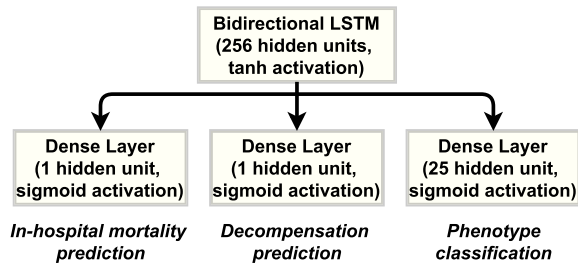 Bidirectional LSTM
(256 hidden units,
tanh activation)
Dense Layer
(1 hidden unit,
sigmoid activation)
Dense Layer
(1 hidden unit,
sigmoid activation)
Dense Layer
(25 hidden unit,
sigmoid activation)
In-hospital mortality
prediction
Decompensation
prediction
Phenotype
classification